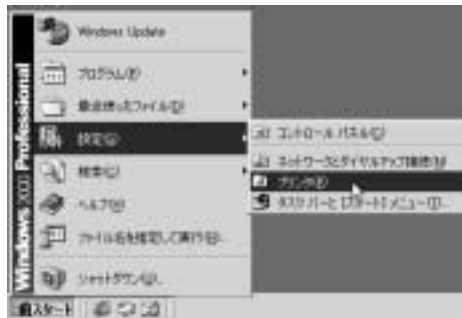 Windows 2000 Professional
Windows Update
プログラム(P)
最近使ったファイル(D)
設定(S)
検索(C)
ヘルプ(H)
ファイル名を指定して実行(R)...
シャットダウン(U)...
コントロール パネル(C)
ネットワークとダイヤルアップ接続(N)
プリンタ(P)
タスク バーと [スタート] メニュー(T)...
スタート